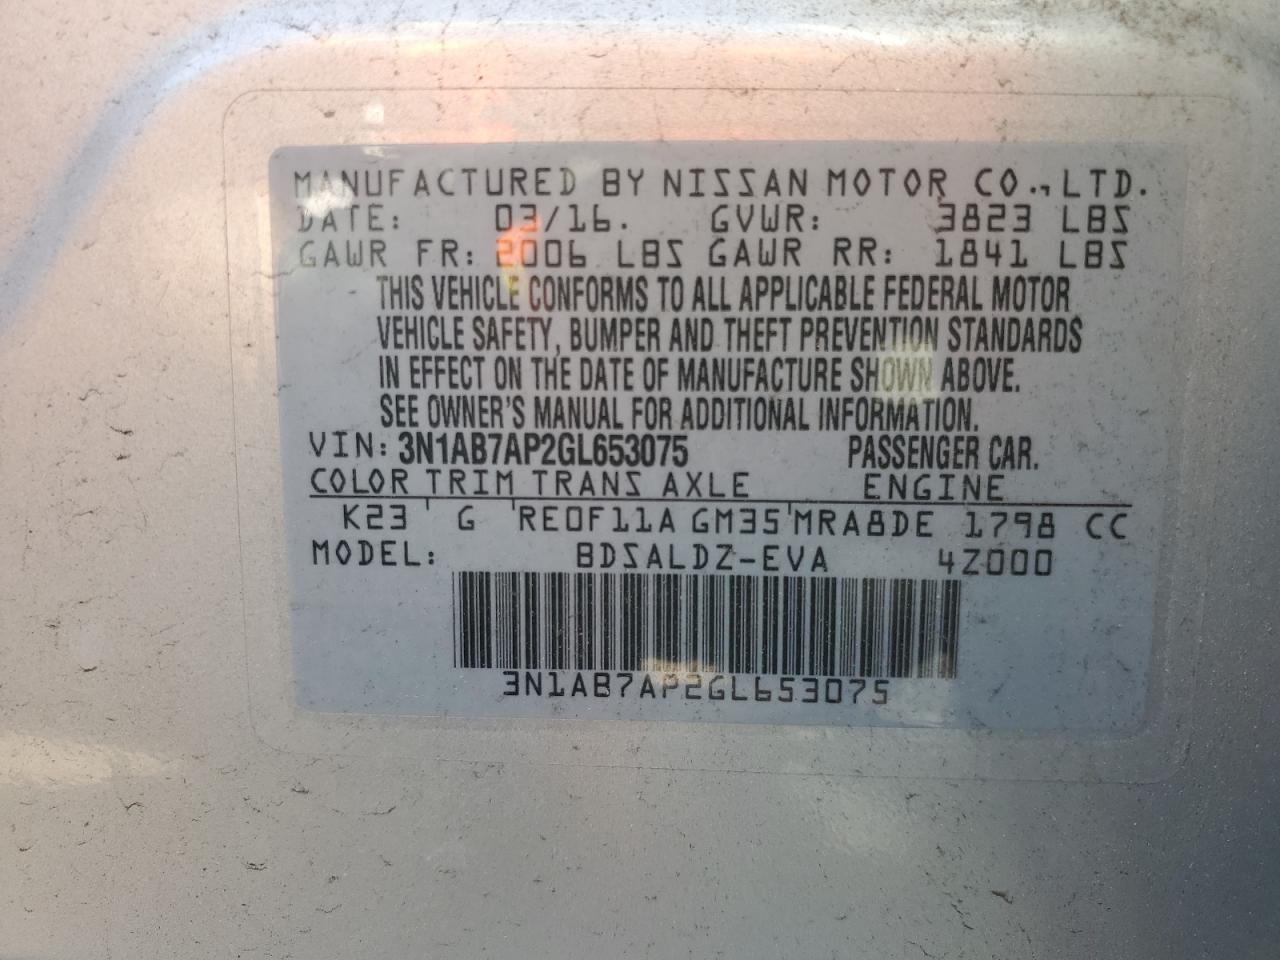 MANUFACTURED BY NISSAN MOTOR CO., LTD.
DATE: 03/16. GVWR: 3823 LBS
GAWR FR: 2006 LBS GAWR RR: 1841 LBS
THIS VEHICLE CONFORMS TO ALL APPLICABLE FEDERAL MOTOR
VEHICLE SAFETY, BUMPER AND THEFT PREVENTION STANDARDS
IN EFFECT ON THE DATE OF MANUFACTURE SHOWN ABOVE.
SEE OWNER'S MANUAL FOR ADDITIONAL INFORMATION.
VIN: 3N1AB7AP2GL653075 PASSENGER CAR.
COLOR TRIM TRANS AXLE ENGINE
K23 G RE0F11A GM35 MRA8DE 1798 CC
MODEL: BDSALDZ-EVA 4Z000
3N1AB7AP2GL653075